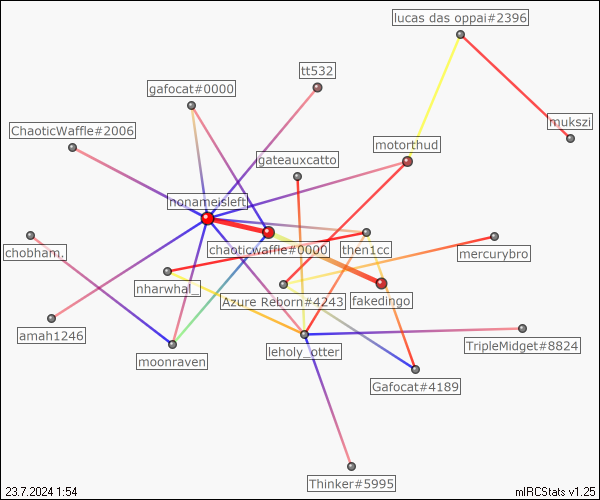 lucas das oppai#2396
tt532
gafocat#0000
ChaoticWaffle#2006
mukszi
motorthud
gateauxcatto
nonameisleft
chaoticwaffle#0000
then1cc
chobham.
mercurybro
nharwhal_
Azure Reborn#4243
fakedingo
amah1246
moonraven
leholy_otter
TripleMidget#8824
Gafocat#4189
Thinker#5995
23.7.2024 1:54
mIRCStats v1.25